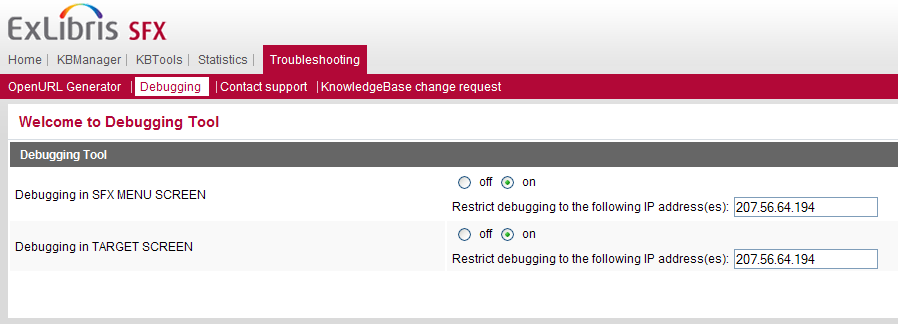 ExLibris SFX
Home | KBManager | KBTools | Statistics | Troubleshooting
OpenURL Generator | Debugging | Contact support | KnowledgeBase change request
Welcome to Debugging Tool
Debugging Tool
Debugging in SFX MENU SCREEN
off on
Restrict debugging to the following IP address(es): 207.56.64.194
Debugging in TARGET SCREEN
off on
Restrict debugging to the following IP address(es): 207.56.64.194